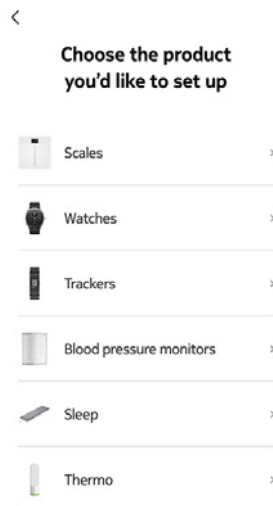 Choose the product
you’d like to set up
Scales
Watches
Trackers
Blood pressure monitors
Sleep
Thermo